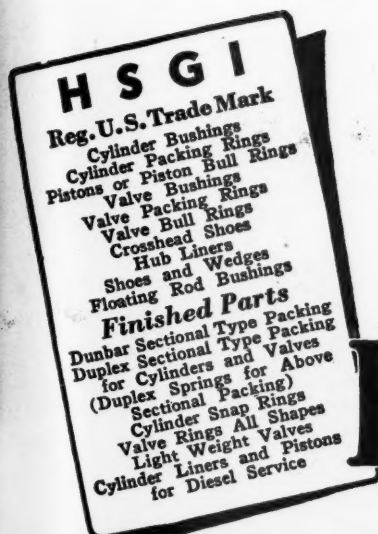 H S G I
Reg. U. S. Trade Mark
Cylinder Bushings
Cylinder Packing Rings
Pistons or Piston Bull Rings
Valve Bushings
Valve Packing Rings
Valve Bull Rings
Crosshead Shoes
Hub Liners
Shoes and Wedges
Floating Rod Bushings
Finished Parts
Dunbar Sectional Type Packing
Duplex Sectional Type Packing
for Cylinders and Valves
(Duplex Springs for Above
Sectional Packing)
Cylinder Snap Rings
Valve Rings All Shapes
Light Weight Valves
Cylinder Liners and Pistons
for Diesel Service